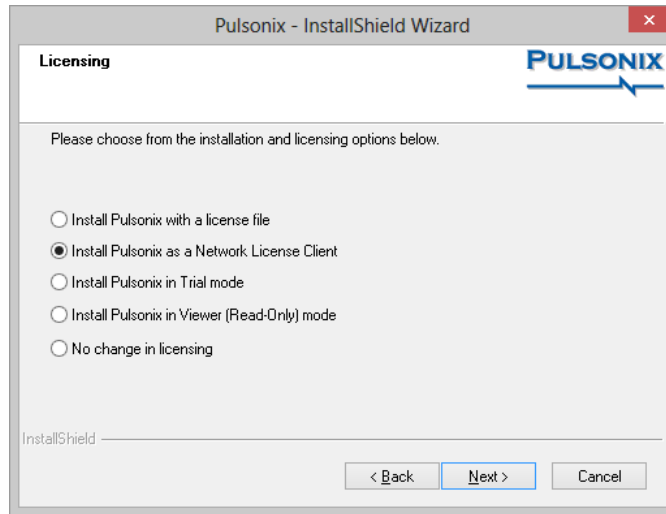 Pulsonix - InstallShield Wizard
Licensing
PULSONIX
Please choose from the installation and licensing options below.
Install Pulsonix with a license file
Install Pulsonix as a Network License Client
Install Pulsonix in Trial mode
Install Pulsonix in Viewer (Read-Only) mode
No change in licensing
InstallShield
< Back Next > Cancel